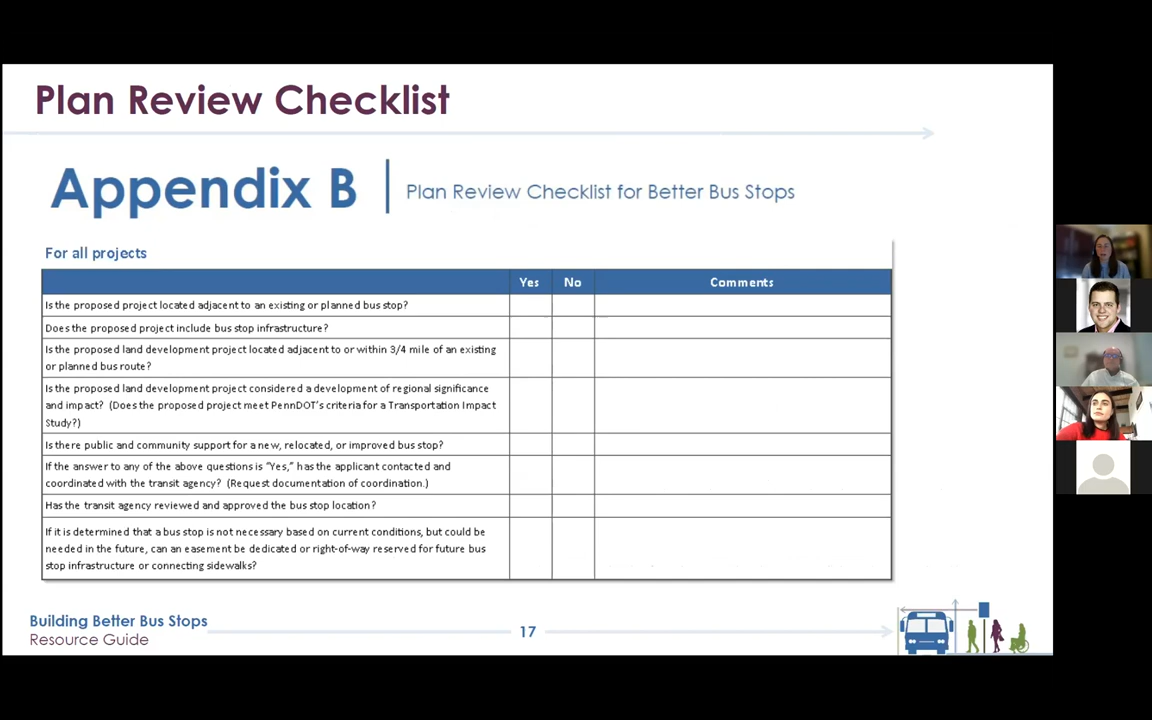 Plan Review Checklist
Appendix B
Plan Review Checklist for Better Bus Stops
For all projects
Yes No Comments
Is the proposed project located adjacent to an existing or planned bus stop?
Does the proposed project include bus stop infrastructure?
Is the proposed land development project located adjacent to or within 3/4 mile of an existing
or planned bus route?
Is the proposed land development project considered a development of regional significance
and impact? (Does the proposed project meet PennDOT's criteria for a Transportation Impact
Study?)
Is there public and community support for a new, relocated, or improved bus stop?
If the answer to any of the above questions is "Yes," has the applicant contacted and
coordinated with the transit agency? (Request documentation of coordination.)
Has the transit agency reviewed and approved the bus stop location?
If it is determined that a bus stop is not necessary based on current conditions, but could be
needed in the future, can an easement be dedicated or right-of-way reserved for future bus
stop infrastructure or connecting sidewalks?
Building Better Bus Stops
Resource Guide
17